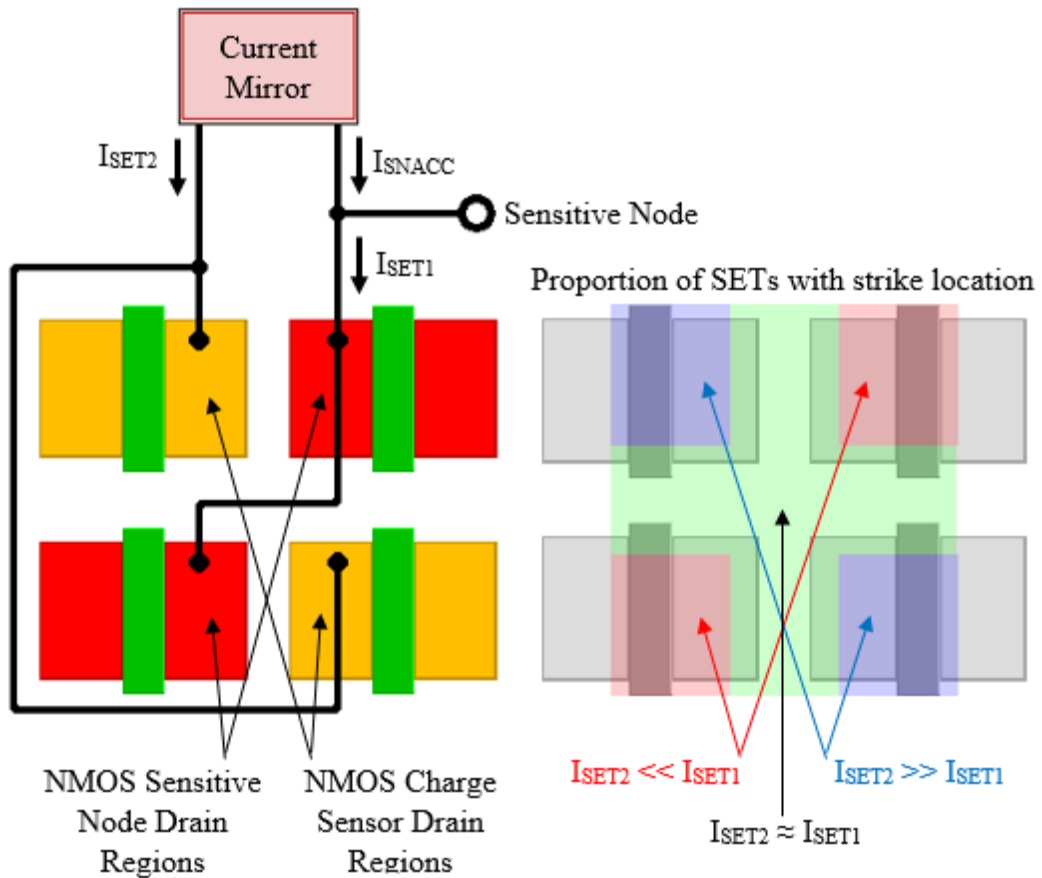 Current
Mirror
ISET2
ISNACC
Sensitive Node
ISET1
Proportion of SETs with strike location
NMOS Sensitive
Node Drain
Regions
NMOS Charge
Sensor Drain
Regions
ISET2 << ISET1
ISET2 >> ISET1
ISET2 ≈ ISET1